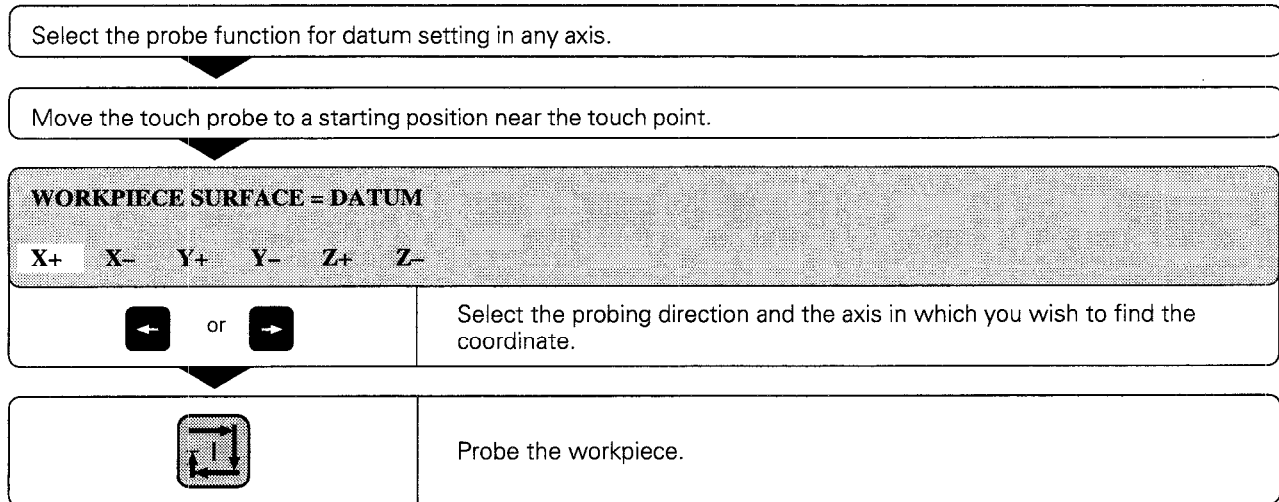 Select the probe function for datum setting in any axis.
Move the touch probe to a starting position near the touch point.
WORKPIECE SURFACE = DATUM
X+ X– Y+ Y– Z+ Z–
← or →
Select the probing direction and the axis in which you wish to find the
coordinate.
I
Probe the workpiece.